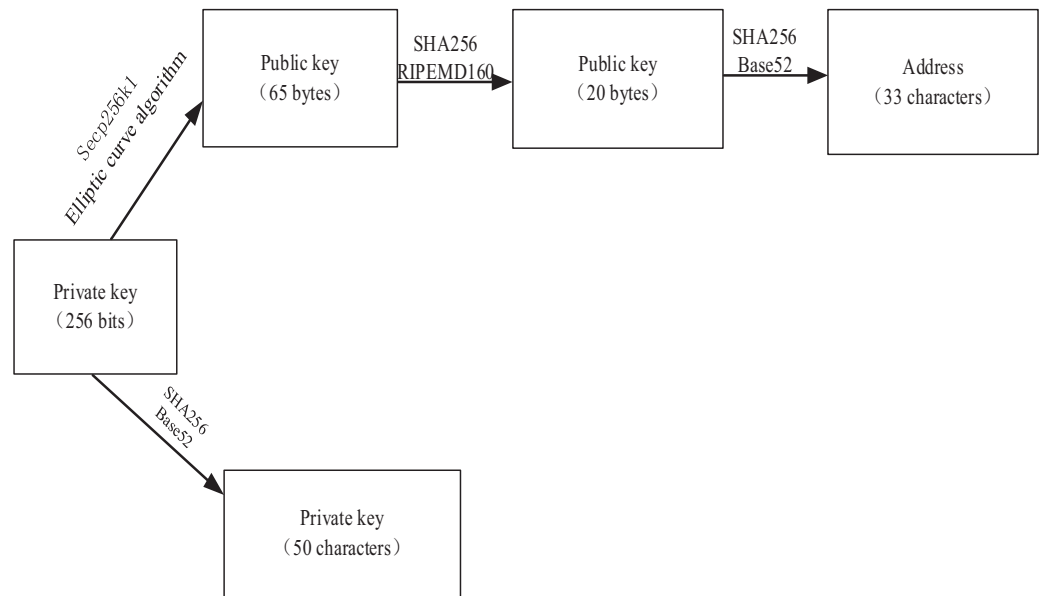 Public key
（65 bytes）
SHA256
RIPEMD160
Public key
（20 bytes）
SHA256
Base52
Address
（33 characters）
Secp256k1
Elliptic curve algorithm
Private key
（256 bits）
SHA256
Base52
Private key
（50 characters）